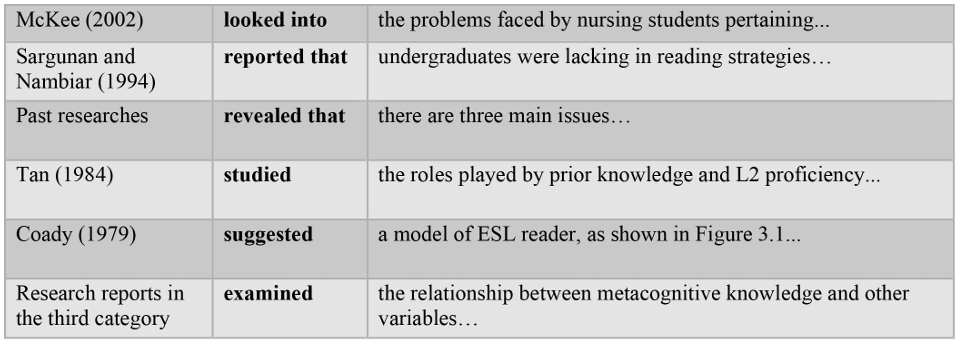 McKee (2002) looked into the problems faced by nursing students pertaining...
Sargunan and reported that undergraduates were lacking in reading strategies…
Nambiar (1994)
Past researches revealed that there are three main issues…
Tan (1984) studied the roles played by prior knowledge and L2 proficiency...
Coady (1979) suggested a model of ESL reader, as shown in Figure 3.1...
Research reports in examined the relationship between metacognitive knowledge and other
the third category variables…